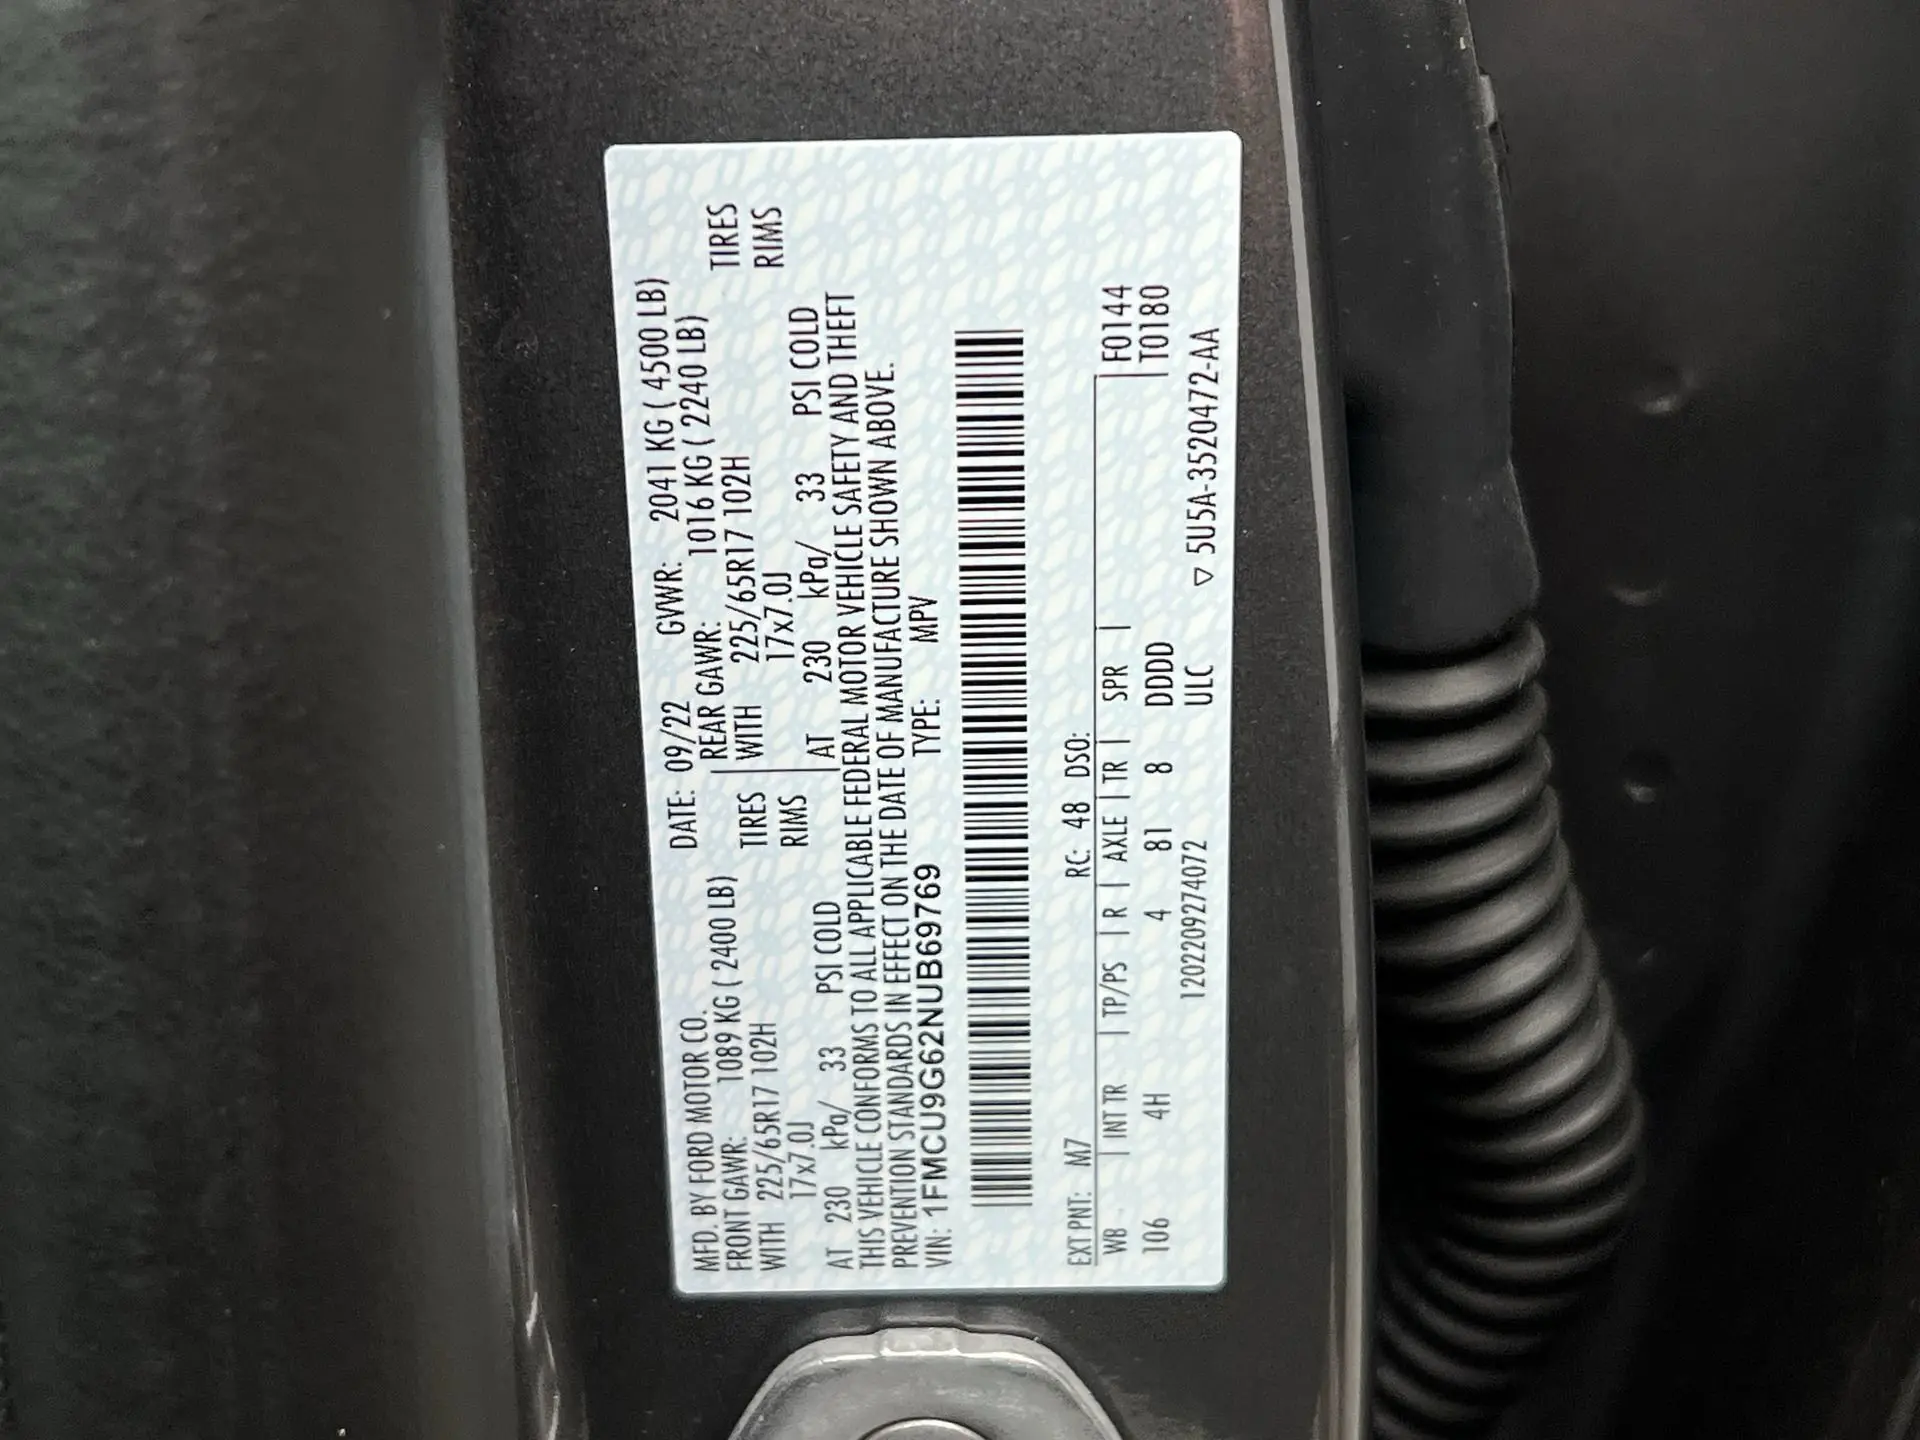 MFD. BY FORD MOTOR CO. DATE: 09/22 GVWR: 2041 KG ( 4500 LB)
FRONT GAWR: 1089 KG ( 2400 LB) REAR GAWR: 1016 KG ( 2240 LB)
WITH 225/65R17 102H TIRES WITH 225/65R17 102H TIRES
17x7.0J RIMS 17x7.0J RIMS
AT 230 kPa/ 33 PSI COLD AT 230 kPa/ 33 PSI COLD
THIS VEHICLE CONFORMS TO ALL APPLICABLE FEDERAL MOTOR VEHICLE SAFETY AND THEFT
PREVENTION STANDARDS IN EFFECT ON THE DATE OF MANUFACTURE SHOWN ABOVE.
VIN: 1FMCU9G62NUB69769 TYPE: MPV
EXT PNT: M7 RC: 48 DSO:
WB INT TR TP/PS R AXLE TR SPR F0144
106 4H 4 81 8 DDDD T0180
1202209274072 ULC ▽ 5U5A-3520472-AA